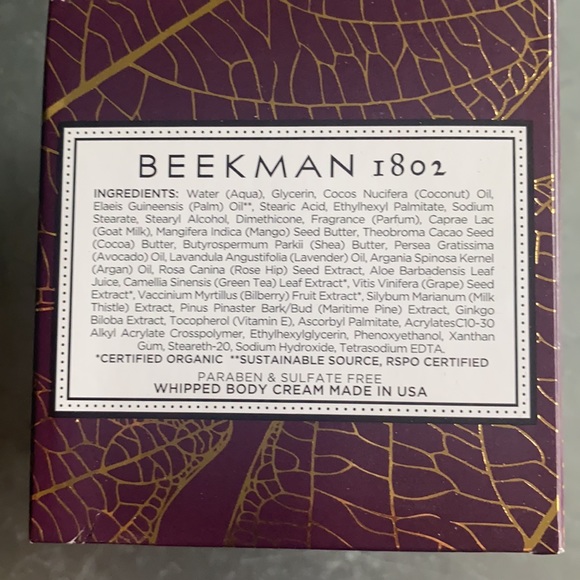 BEEKMAN 1802
INGREDIENTS: Water (Aqua), Glycerin, Cocos Nucifera (Coconut) Oil,
Elaeis Guineensis (Palm) Oil**, Stearic Acid, Ethylhexyl Palmitate, Sodium
Stearate, Stearyl Alcohol, Dimethicone, Fragrance (Parfum), Caprae Lac
(Goat Milk), Mangifera Indica (Mango) Seed Butter, Theobroma Cacao Seed
(Cocoa) Butter, Butyrospermum Parkii (Shea) Butter, Persea Gratissima
(Avocado) Oil, Lavandula Angustifolia (Lavender) Oil, Argania Spinosa Kernel
(Argan) Oil, Rosa Canina (Rose Hip) Seed Extract, Aloe Barbadensis Leaf
Juice, Camellia Sinensis (Green Tea) Leaf Extract*, Vitis Vinifera (Grape) Seed
Extract*, Vaccinium Myrtillus (Bilberry) Fruit Extract*, Silybum Marianum (Milk
Thistle) Extract, Pinus Pinaster Bark/Bud (Maritime Pine) Extract, Ginkgo
Biloba Extract, Tocopherol (Vitamin E), Ascorbyl Palmitate, AcrylatesC10-30
Alkyl Acrylate Crosspolymer, Ethylhexylglycerin, Phenoxyethanol, Xanthan
Gum, Steareth-20, Sodium Hydroxide, Tetrasodium EDTA.
*CERTIFIED ORGANIC **SUSTAINABLE SOURCE, RSPO CERTIFIED
PARABEN & SULFATE FREE
WHIPPED BODY CREAM MADE IN USA